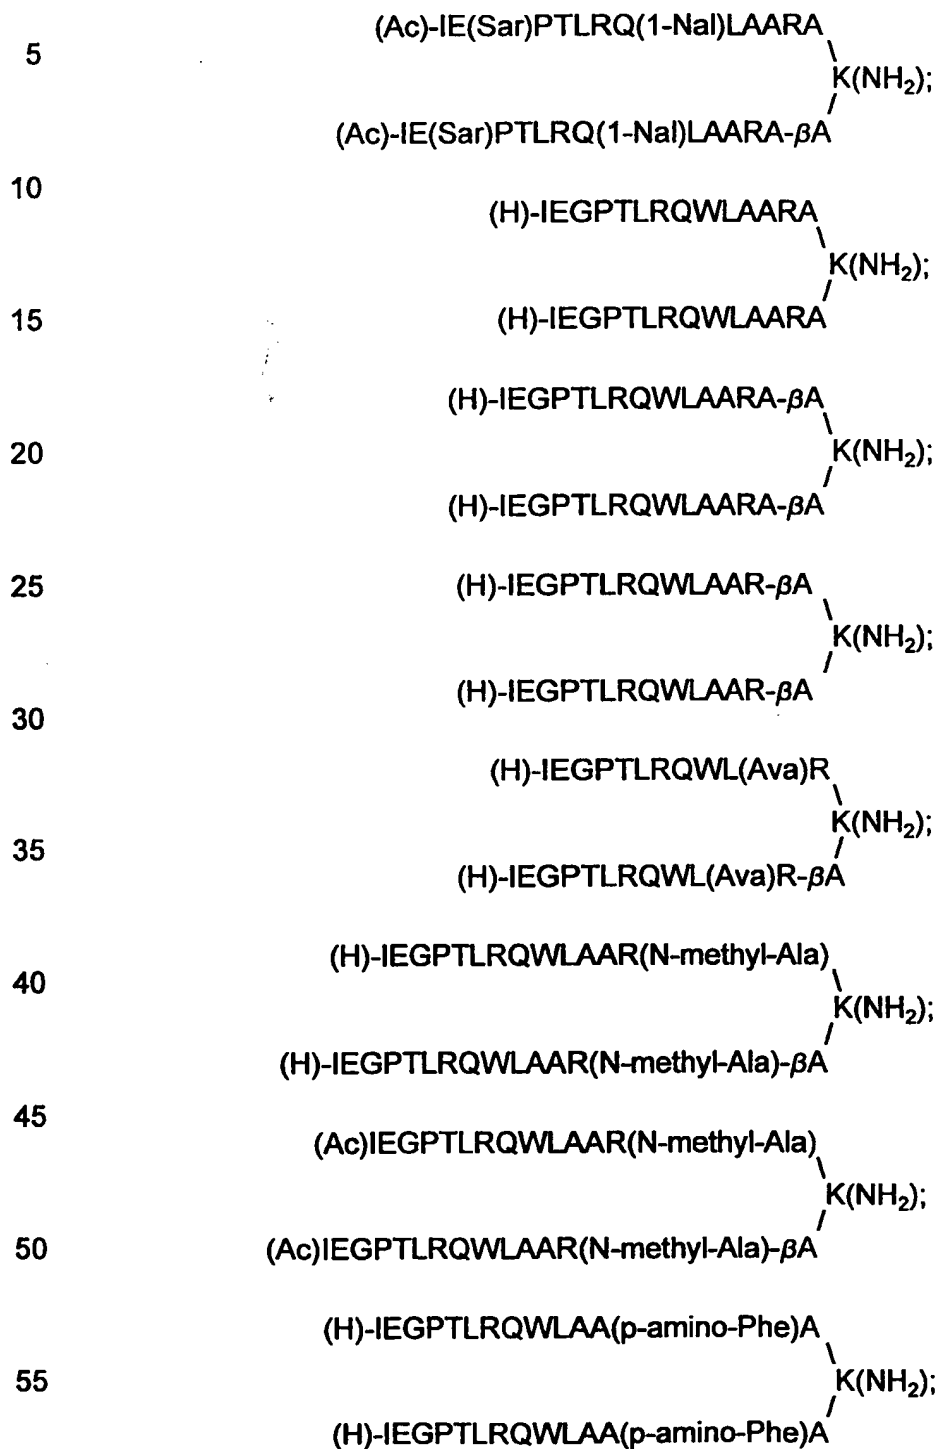 (Ac)-IE(Sar)PTLRQ(1-Nal)LAARA
5
K(NH₂);
(Ac)-IE(Sar)PTLRQ(1-Nal)LAARA-βA
10
(H)-IEGPTLRQWLAARA
K(NH₂);
15
(H)-IEGPTLRQWLAARA
(H)-IEGPTLRQWLAARA-βA
20
K(NH₂);
(H)-IEGPTLRQWLAARA-βA
25
(H)-IEGPTLRQWLAAR-βA
K(NH₂);
(H)-IEGPTLRQWLAAR-βA
30
(H)-IEGPTLRQWL(Ava)R
K(NH₂);
35
(H)-IEGPTLRQWL(Ava)R-βA
(H)-IEGPTLRQWLAAR(N-methyl-Ala)
40
K(NH₂);
(H)-IEGPTLRQWLAAR(N-methyl-Ala)-βA
45
(Ac)IEGPTLRQWLAAR(N-methyl-Ala)
K(NH₂);
50
(Ac)IEGPTLRQWLAAR(N-methyl-Ala)-βA
(H)-IEGPTLRQWLAA(p-amino-Phe)A
55
K(NH₂);
(H)-IEGPTLRQWLAA(p-amino-Phe)A